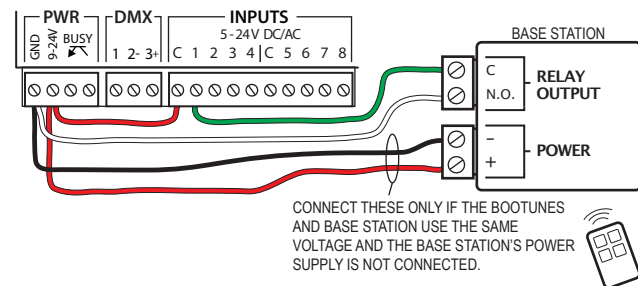 PWR
DMX
INPUTS
5 - 24V DC/AC
GND
9-24V
BUSY
1 2- 3+
C 1 2 3 4 C 5 6 7 8
BASE STATION
C
N.O.
RELAY
OUTPUT
–
+
POWER
CONNECT THESE ONLY IF THE BOOTUNES
AND BASE STATION USE THE SAME
VOLTAGE AND THE BASE STATION'S POWER
SUPPLY IS NOT CONNECTED.